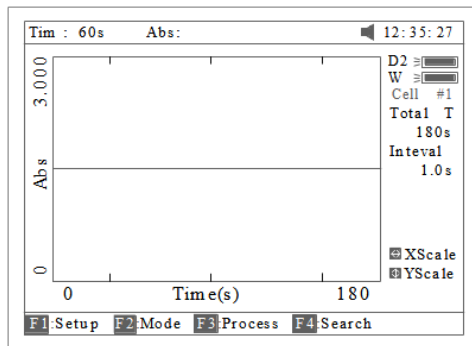 Tim : 60s Abs: 12:35:27
3.000
Abs
0
D2
W
Cell #1
Total T
180s
Inteval
1.0s
XScale
YScale
0 Time(s) 180
F1:Setup F2:Mode F3:Process F4:Search